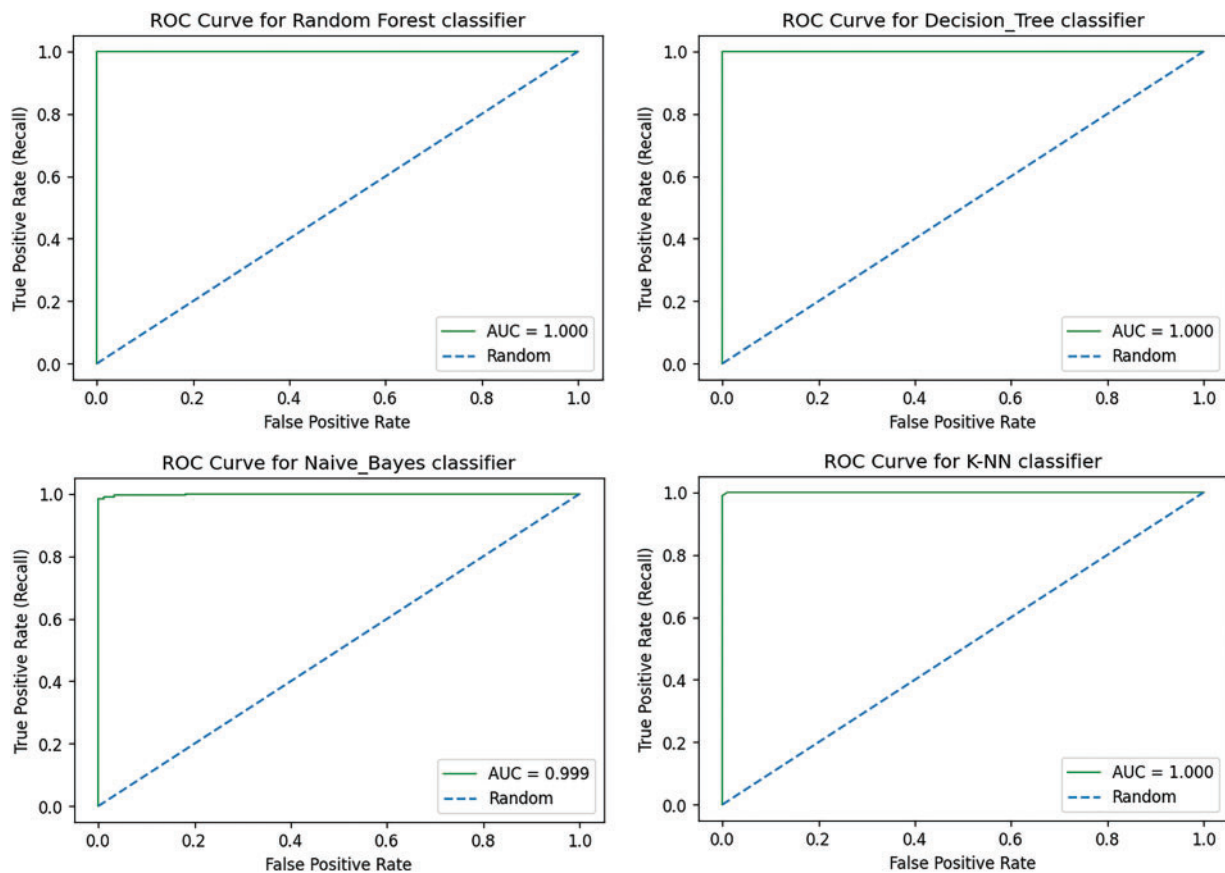 ROC Curve for Random Forest classifier
True Positive Rate (Recall)
1.0
0.8
0.6
0.4
0.2
0.0
AUC = 1.000
Random
0.0 0.2 0.4 0.6 0.8 1.0
False Positive Rate
ROC Curve for Decision_Tree classifier
True Positive Rate (Recall)
1.0
0.8
0.6
0.4
0.2
0.0
AUC = 1.000
Random
0.0 0.2 0.4 0.6 0.8 1.0
False Positive Rate
ROC Curve for Naive_Bayes classifier
True Positive Rate (Recall)
1.0
0.8
0.6
0.4
0.2
0.0
AUC = 0.999
Random
0.0 0.2 0.4 0.6 0.8 1.0
False Positive Rate
ROC Curve for K-NN classifier
True Positive Rate (Recall)
1.0
0.8
0.6
0.4
0.2
0.0
AUC = 1.000
Random
0.0 0.2 0.4 0.6 0.8 1.0
False Positive Rate